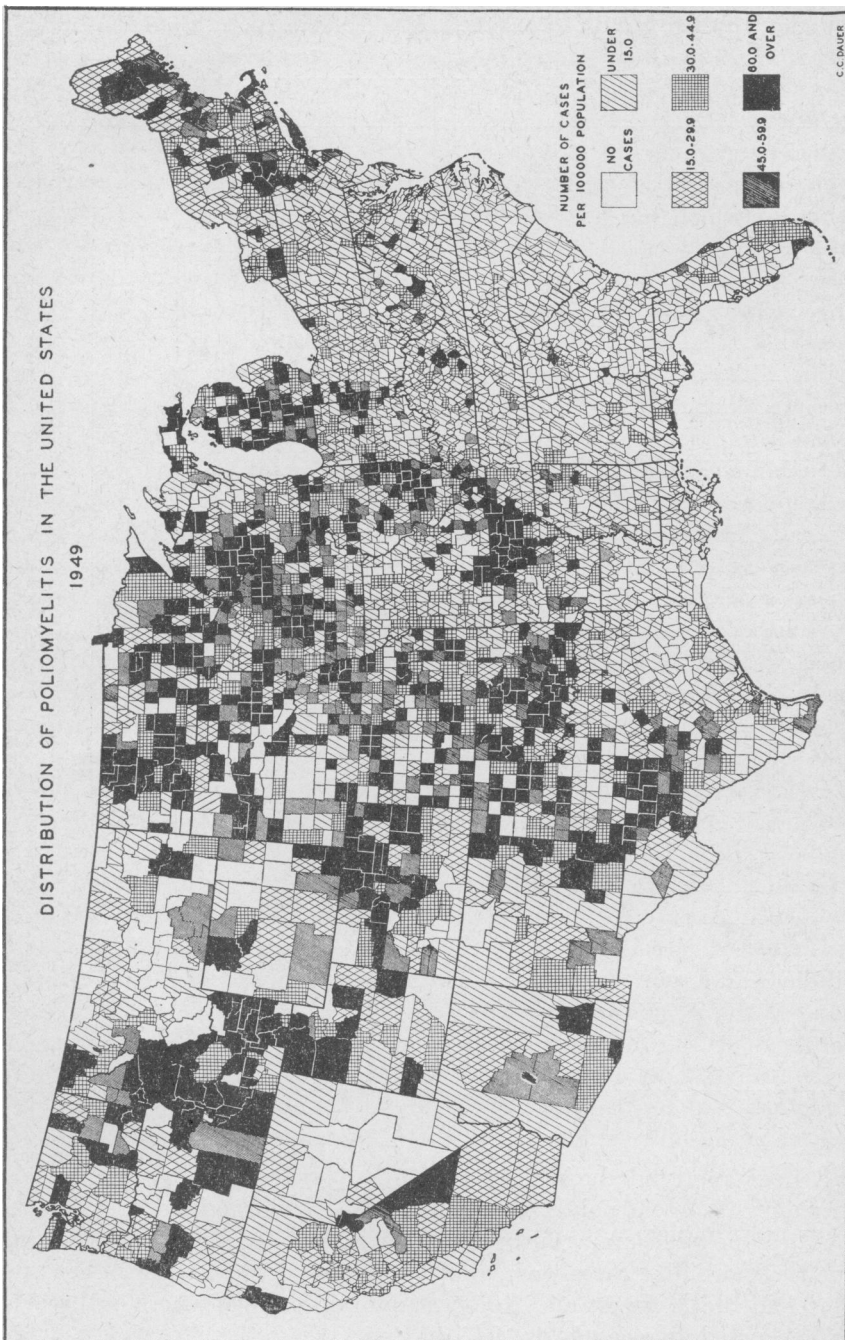 DISTRIBUTION OF POLIOMYELITIS IN THE UNITED STATES
1949
NUMBER OF CASES
PER 100000 POPULATION
NO
CASES
UNDER
15.0
15.0-29.9
30.0-44.9
45.0-59.9
60.0 AND
OVER
C.C. DAUER